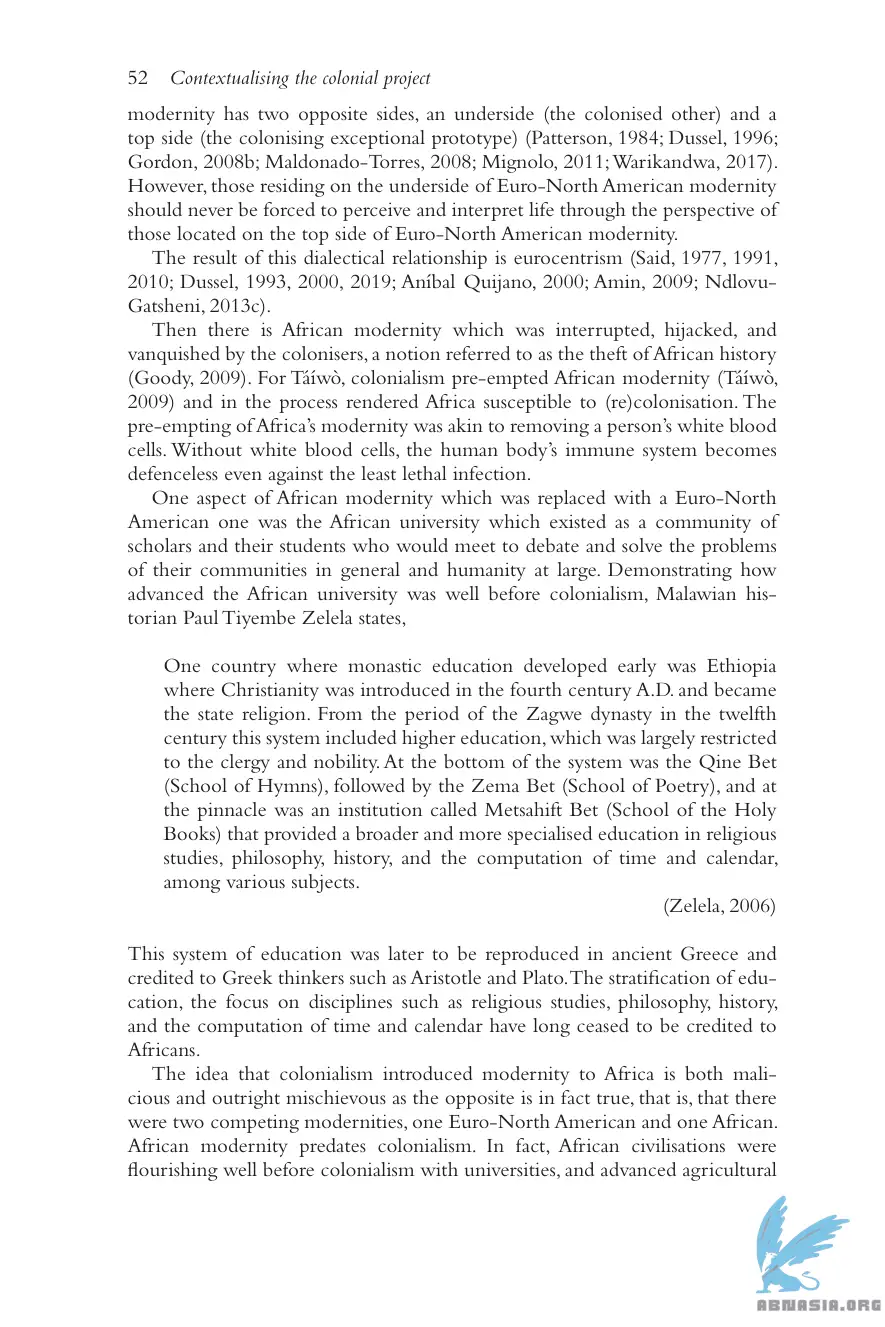 52 Contextualising the colonial project
modernity has two opposite sides, an underside (the colonised other) and a
top side (the colonising exceptional prototype) (Patterson, 1984; Dussel, 1996;
Gordon, 2008b; Maldonado-Torres, 2008; Mignolo, 2011; Warikandwa, 2017).
However, those residing on the underside of Euro-North American modernity
should never be forced to perceive and interpret life through the perspective of
those located on the top side of Euro-North American modernity.
The result of this dialectical relationship is eurocentrism (Said, 1977, 1991,
2010; Dussel, 1993, 2000, 2019; Aníbal Quijano, 2000; Amin, 2009; Ndlovu-
Gatsheni, 2013c).
Then there is African modernity which was interrupted, hijacked, and
vanquished by the colonisers, a notion referred to as the theft of African history
(Goody, 2009). For Táíwò, colonialism pre-empted African modernity (Táíwò,
2009) and in the process rendered Africa susceptible to (re)colonisation. The
pre-empting of Africa's modernity was akin to removing a person's white blood
cells. Without white blood cells, the human body's immune system becomes
defenceless even against the least lethal infection.
One aspect of African modernity which was replaced with a Euro-North
American one was the African university which existed as a community of
scholars and their students who would meet to debate and solve the problems
of their communities in general and humanity at large. Demonstrating how
advanced the African university was well before colonialism, Malawian his-
torian Paul Tiyembe Zelela states,
One country where monastic education developed early was Ethiopia
where Christianity was introduced in the fourth century A.D. and became
the state religion. From the period of the Zagwe dynasty in the twelfth
century this system included higher education, which was largely restricted
to the clergy and nobility. At the bottom of the system was the Qine Bet
(School of Hymns), followed by the Zema Bet (School of Poetry), and at
the pinnacle was an institution called Metsahift Bet (School of the Holy
Books) that provided a broader and more specialised education in religious
studies, philosophy, history, and the computation of time and calendar,
among various subjects.
(Zelela, 2006)
This system of education was later to be reproduced in ancient Greece and
credited to Greek thinkers such as Aristotle and Plato. The stratification of edu-
cation, the focus on disciplines such as religious studies, philosophy, history,
and the computation of time and calendar have long ceased to be credited to
Africans.
The idea that colonialism introduced modernity to Africa is both mali-
cious and outright mischievous as the opposite is in fact true, that is, that there
were two competing modernities, one Euro-North American and one African.
African modernity predates colonialism. In fact, African civilisations were
flourishing well before colonialism with universities, and advanced agricultural
ABNASIA.ORG